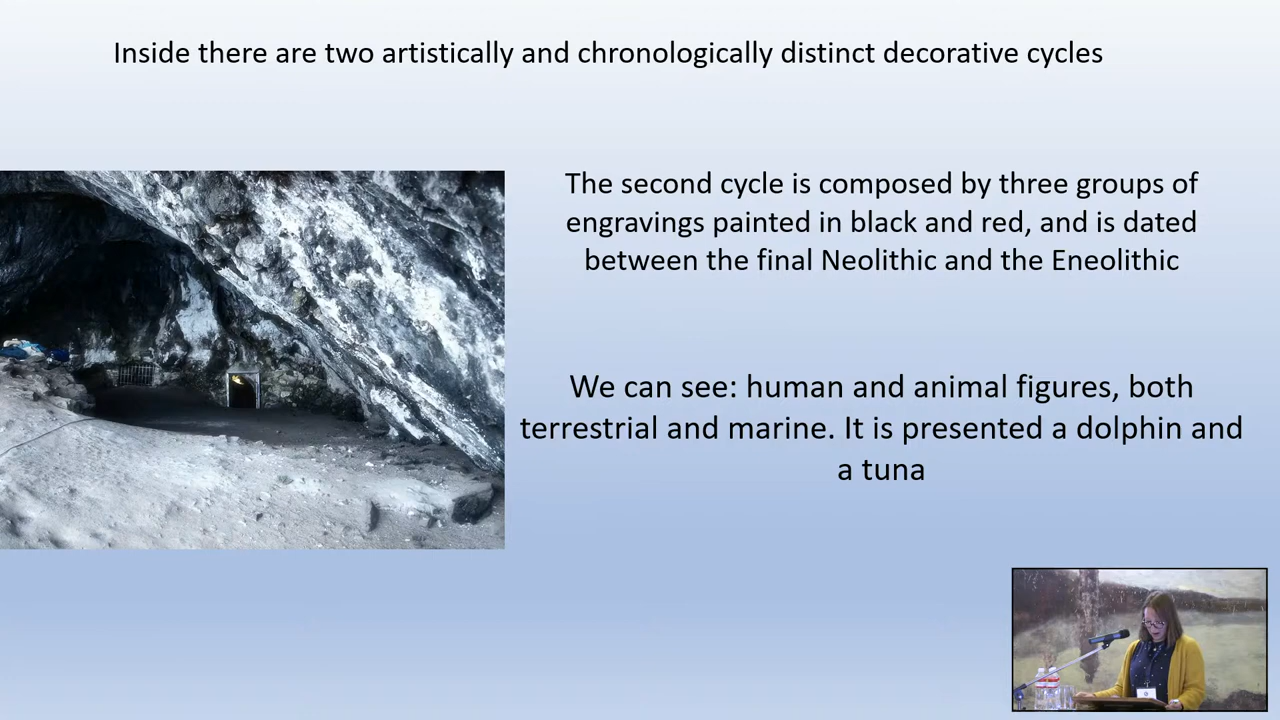 Inside there are two artistically and chronologically distinct decorative cycles
The second cycle is composed by three groups of
engravings painted in black and red, and is dated
between the final Neolithic and the Eneolithic
We can see: human and animal figures, both
terrestrial and marine. It is presented a dolphin and
a tuna